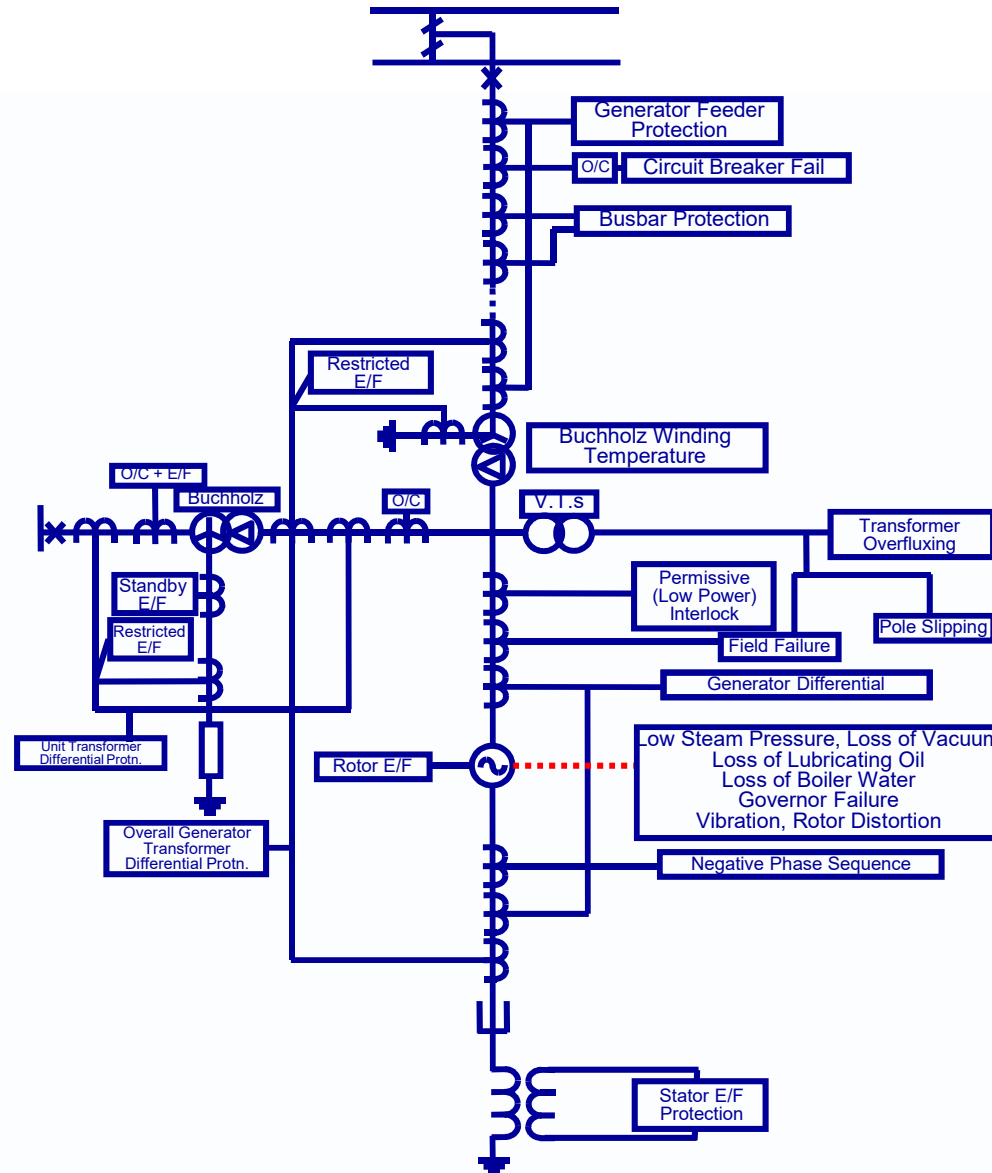 Generator Feeder
Protection
O/C
Circuit Breaker Fail
Busbar Protection
Restricted
E/F
Buchholz Winding
Temperature
O/C + E/F
Buchholz
O/C
V.T.s
Transformer
Overfluxing
Standby
E/F
Permissive
(Low Power)
Interlock
Restricted
E/F
Pole Slipping
Field Failure
Generator Differential
Unit Transformer
Differential Protn.
Rotor E/F
Low Steam Pressure, Loss of Vacuum
Loss of Lubricating Oil
Loss of Boiler Water
Governor Failure
Vibration, Rotor Distortion
Overall Generator
Transformer
Differential Protn.
Negative Phase Sequence
Stator E/F
Protection